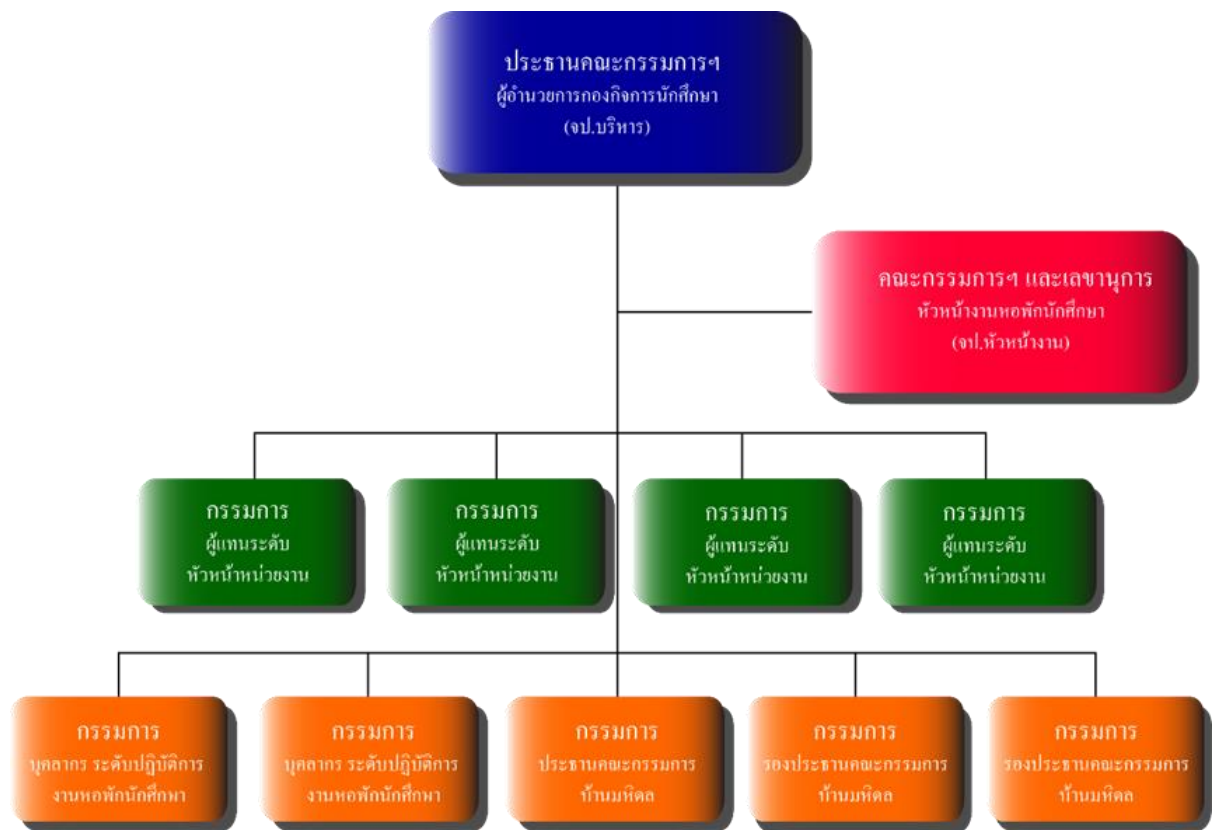 ประธานคณะกรรมการฯ
ผู้อำนวยการกองกิจการนักศึกษา
(จป.บริหาร)
คณะกรรมการฯ และเลขานุการ
หัวหน้างานหอพักนักศึกษา
(จป.หัวหน้างาน)
กรรมการ
ผู้แทนระดับ
หัวหน้าหน่วยงาน
กรรมการ
ผู้แทนระดับ
หัวหน้าหน่วยงาน
กรรมการ
ผู้แทนระดับ
หัวหน้าหน่วยงาน
กรรมการ
ผู้แทนระดับ
หัวหน้าหน่วยงาน
กรรมการ
บุคลากร ระดับปฏิบัติการ
งานหอพักนักศึกษา
กรรมการ
บุคลากร ระดับปฏิบัติการ
งานหอพักนักศึกษา
กรรมการ
ประธานคณะกรรมการ
บ้านมหิดล
กรรมการ
รองประธานคณะกรรมการ
บ้านมหิดล
กรรมการ
รองประธานคณะกรรมการ
บ้านมหิดล